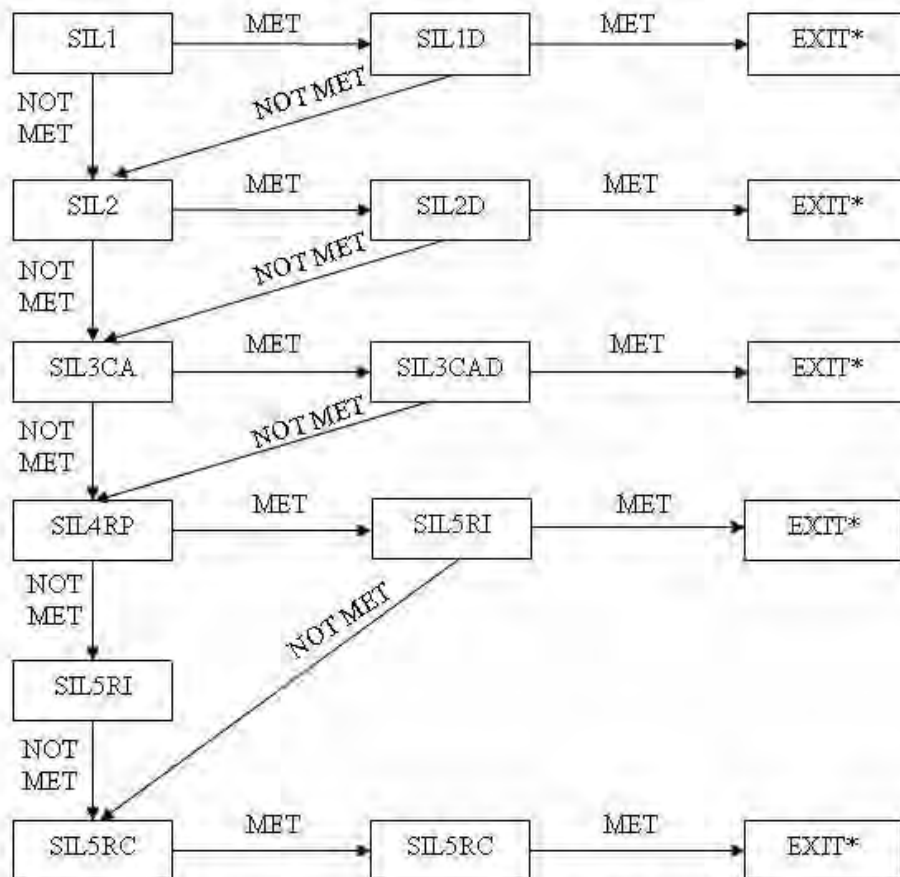 SIL1 MET SIL1D MET EXIT*
NOT
MET
NOT MET
SIL2 MET SIL2D MET EXIT*
NOT
MET
NOT MET
SIL3CA MET SIL3CAD MET EXIT*
NOT
MET
NOT MET
SIL4RP MET SIL5RI MET EXIT*
NOT
MET
NOT MET
SIL5RI
NOT
MET
SIL5RC MET SIL5RC MET EXIT*